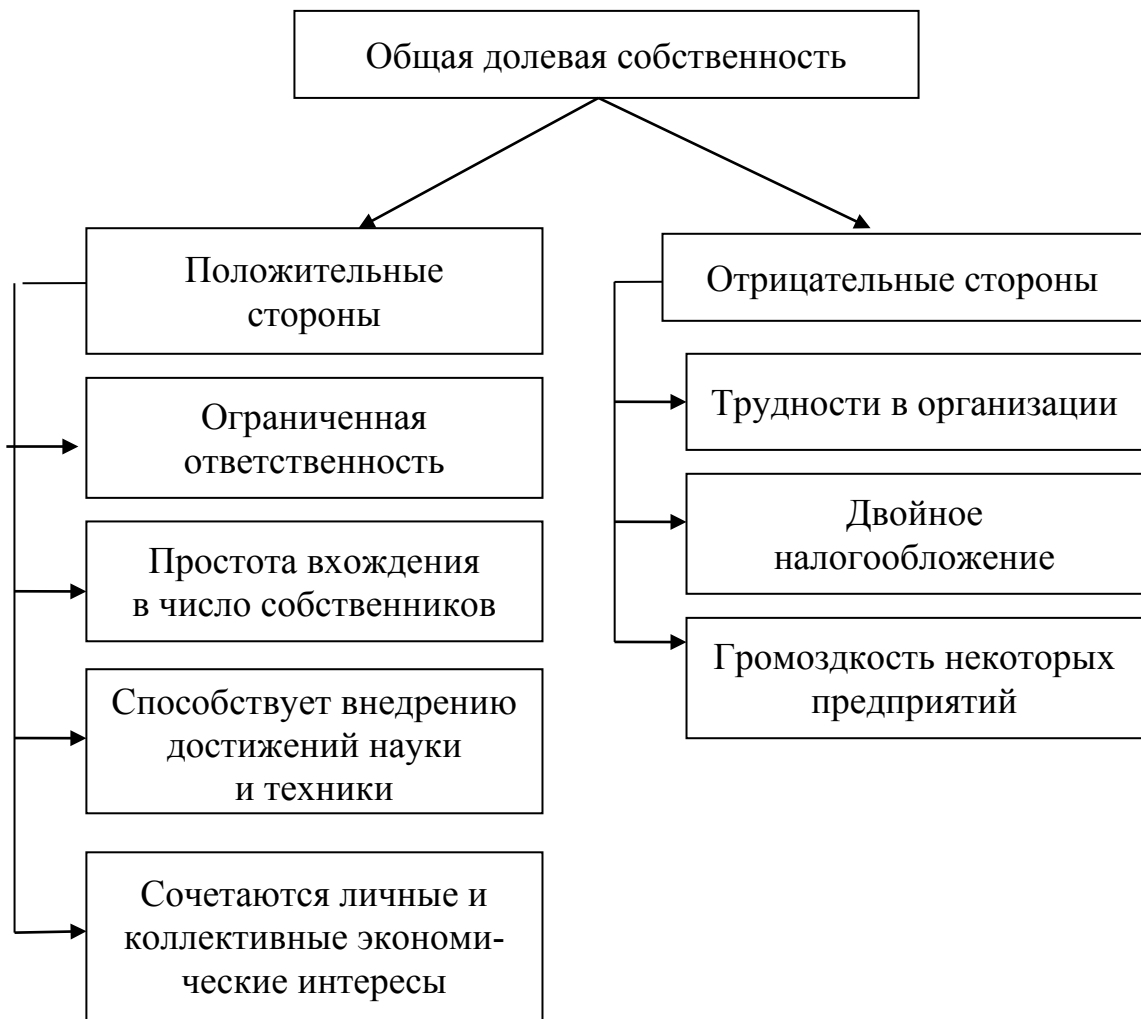 Общая долевая собственность
Положительные
стороны
Ограниченная
ответственность
Простота вхождения
в число собственников
Способствует внедрению
достижений науки
и техники
Сочетаются личные и
коллективные экономи-
ческие интересы
Отрицательные стороны
Трудности в организации
Двойное
налогообложение
Громоздкость некоторых
предприятий